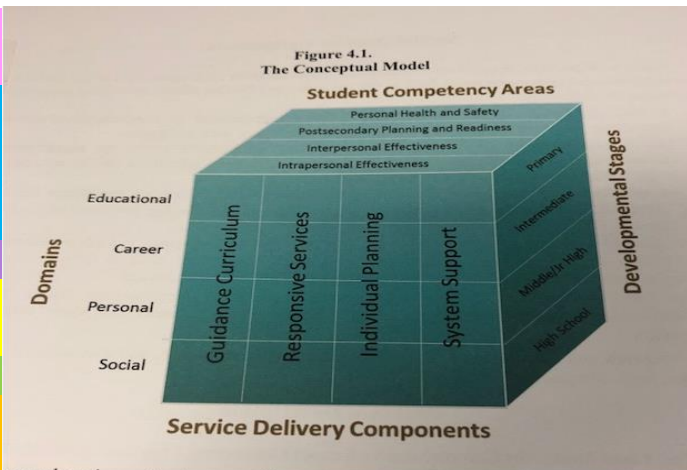 Figure 4.1.
The Conceptual Model
Student Competency Areas
Personal Health and Safety
Postsecondary Planning and Readiness
Interpersonal Effectiveness
Intrapersonal Effectiveness
Domains
Educational
Career
Personal
Social
Guidance Curriculum
Responsive Services
Individual Planning
System Support
Primary
Intermediate
Middle/Jr High
High School
Developmental Stages
Service Delivery Components